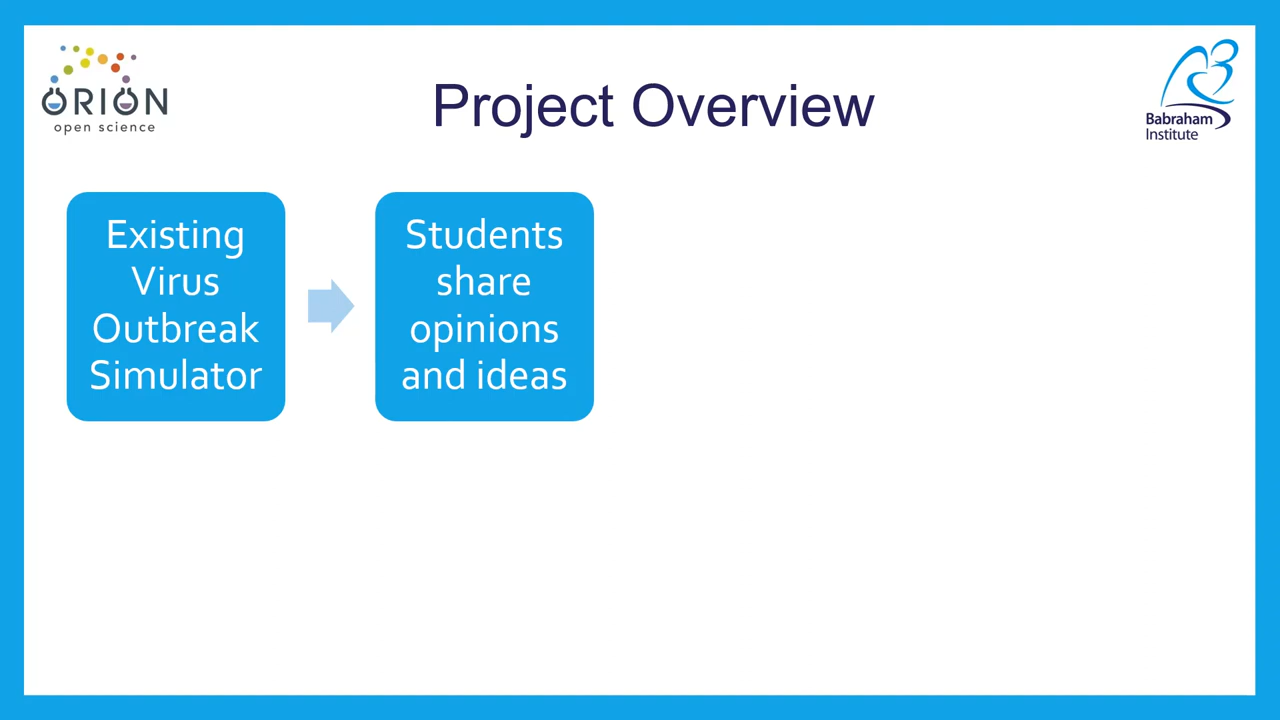 ORION
open science
Project Overview
Babraham
Institute
Existing
Virus
Outbreak
Simulator
Students
share
opinions
and ideas